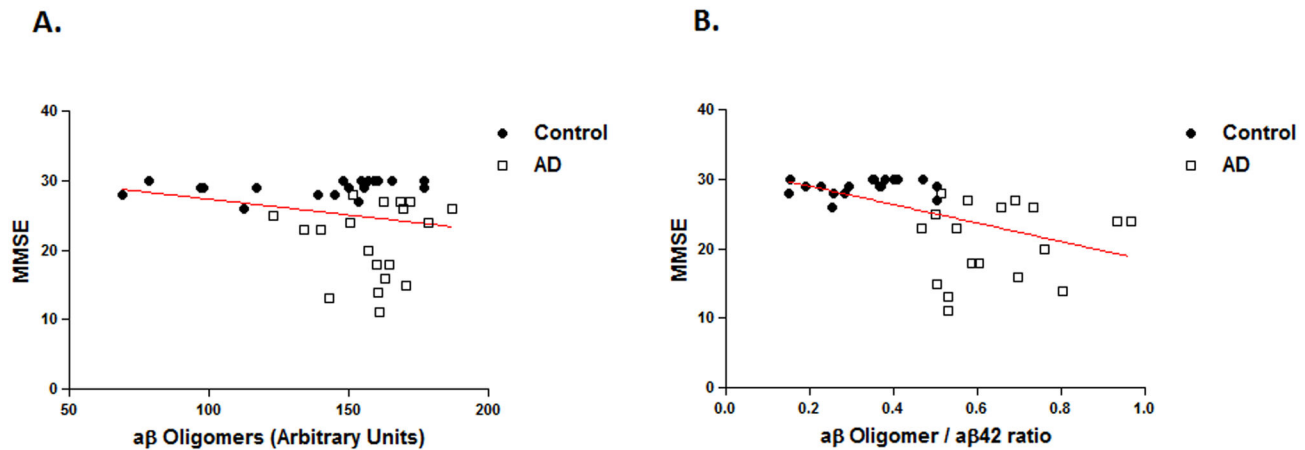 A.
40
30
20
10
0
MMSE
50 100 150 200
aβ Oligomers (Arbitrary Units)
Control
AD
B.
40
30
20
10
0
MMSE
0.0 0.2 0.4 0.6 0.8 1.0
aβ Oligomer / aβ42 ratio
Control
AD